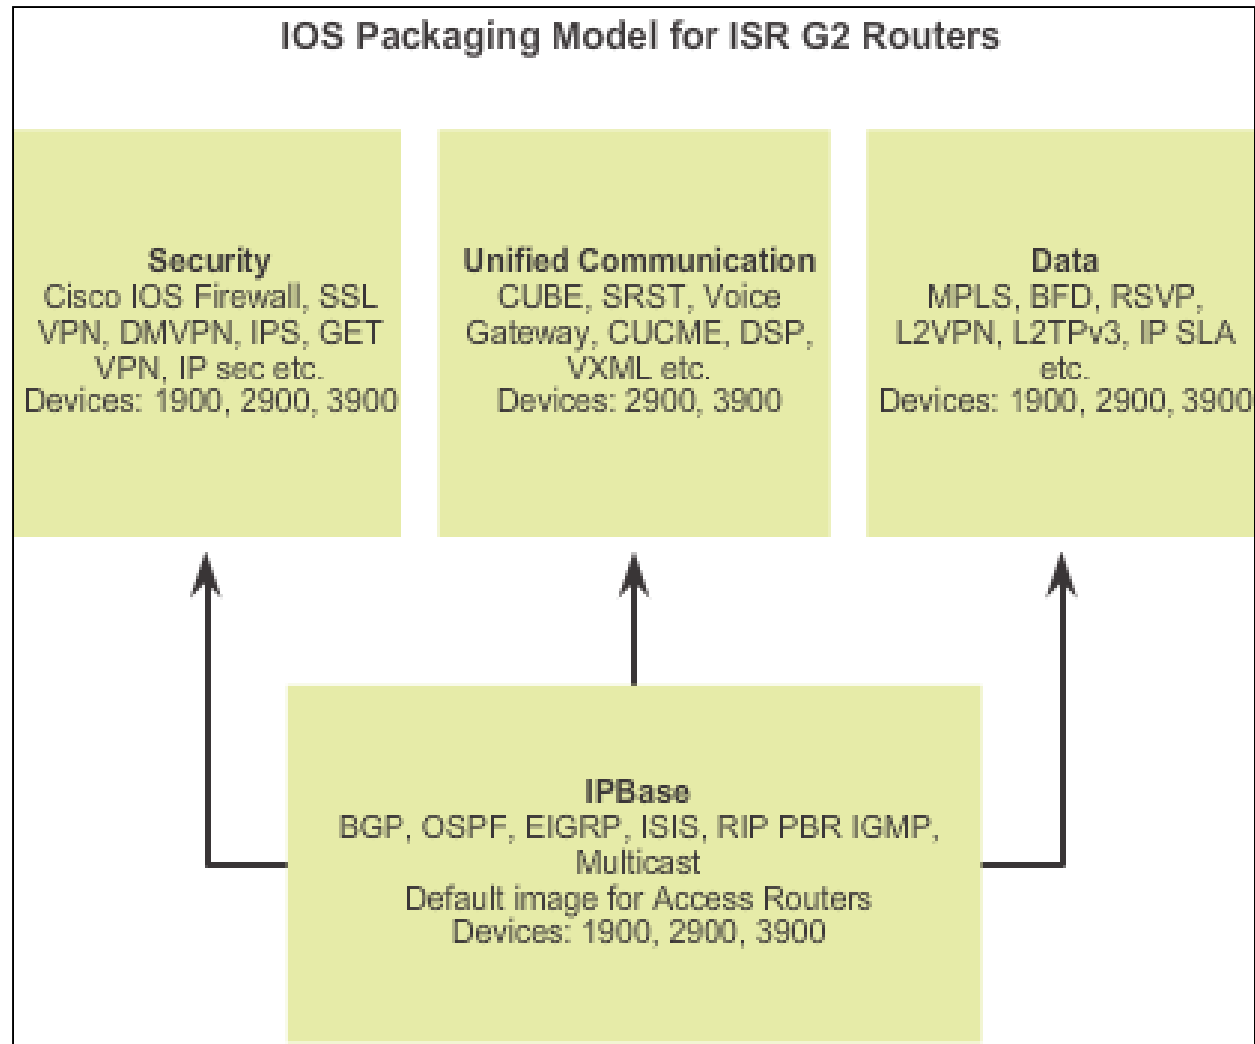 IOS Packaging Model for ISR G2 Routers
Security
Cisco IOS Firewall, SSL
VPN, DMVPN, IPS, GET
VPN, IP sec etc.
Devices: 1900, 2900, 3900
Unified Communication
CUBE, SRST, Voice
Gateway, CUCME, DSP,
VXML etc.
Devices: 2900, 3900
Data
MPLS, BFD, RSVP,
L2VPN, L2TPv3, IP SLA
etc.
Devices: 1900, 2900, 3900
IPBase
BGP, OSPF, EIGRP, ISIS, RIP PBR IGMP,
Multicast
Default image for Access Routers
Devices: 1900, 2900, 3900